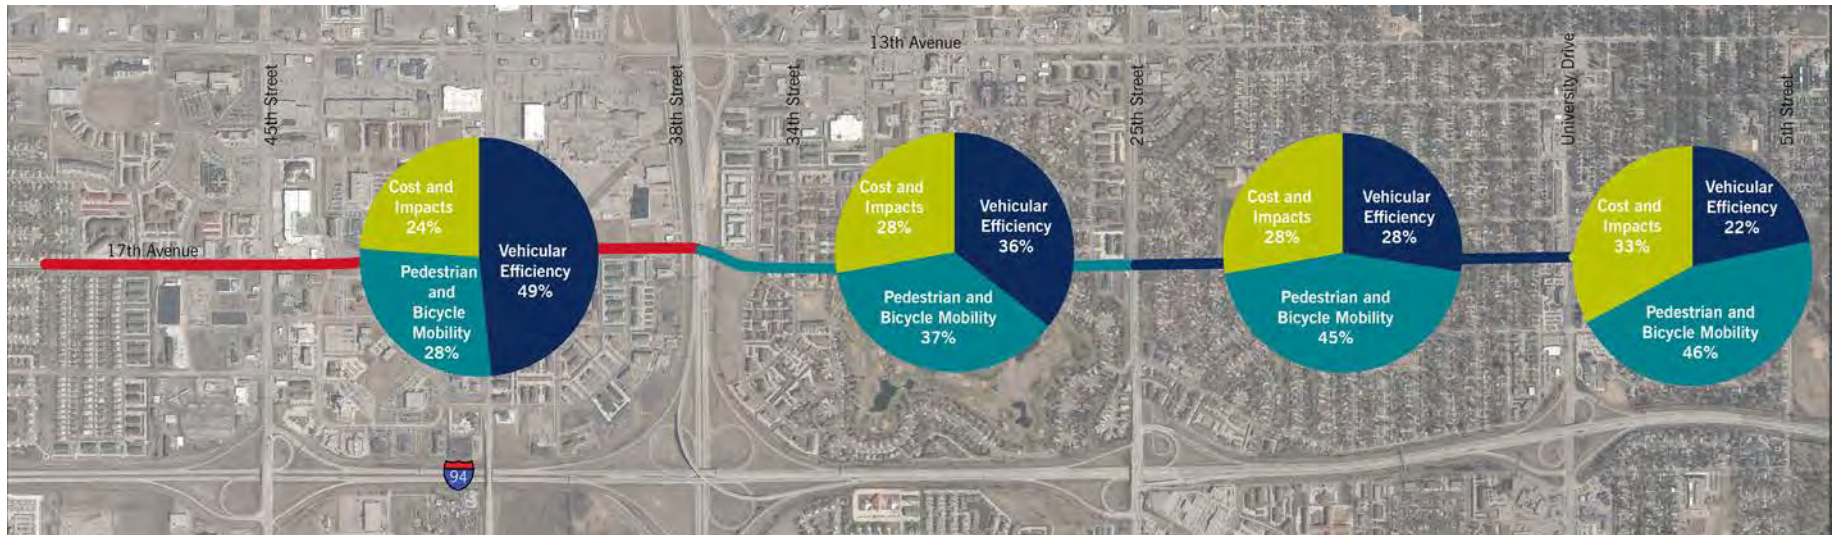 13th Avenue
45th Street
38th Street
34th Street
25th Street
University Drive
5th Street
17th Avenue
Cost and
Impacts
24%
Vehicular
Efficiency
49%
Pedestrian
and
Bicycle
Mobility
28%
Cost and
Impacts
28%
Vehicular
Efficiency
36%
Pedestrian and
Bicycle Mobility
37%
Cost and
Impacts
28%
Vehicular
Efficiency
28%
Pedestrian and
Bicycle Mobility
45%
Cost and
Impacts
33%
Vehicular
Efficiency
22%
Pedestrian and
Bicycle Mobility
46%
94